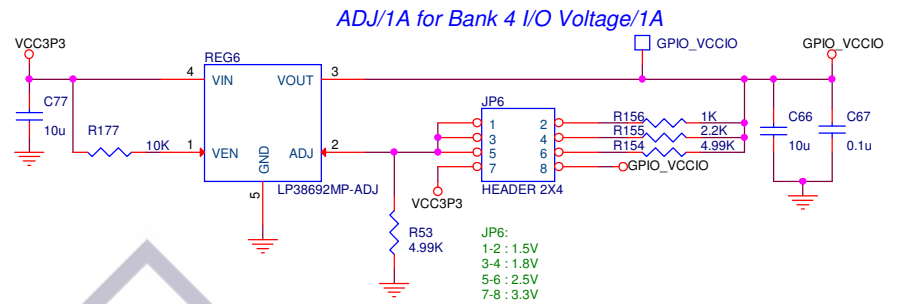 ADJ/1A for Bank 4 I/O Voltage/1A
VCC3P3
GPIO_VCCIO
GPIO_VCCIO
REG6
4
VIN
VOUT
3
C77
10u
R177
10K
1
VEN
GND
ADJ
2
5
LP38692MP-ADJ
JP6
1
2
3
4
5
6
7
8
HEADER 2X4
R156
1K
R155
2.2K
R154
4.99K
GPIO_VCCIO
VCC3P3
C66
10u
C67
0.1u
R53
4.99K
JP6:
1-2 : 1.5V
3-4 : 1.8V
5-6 : 2.5V
7-8 : 3.3V